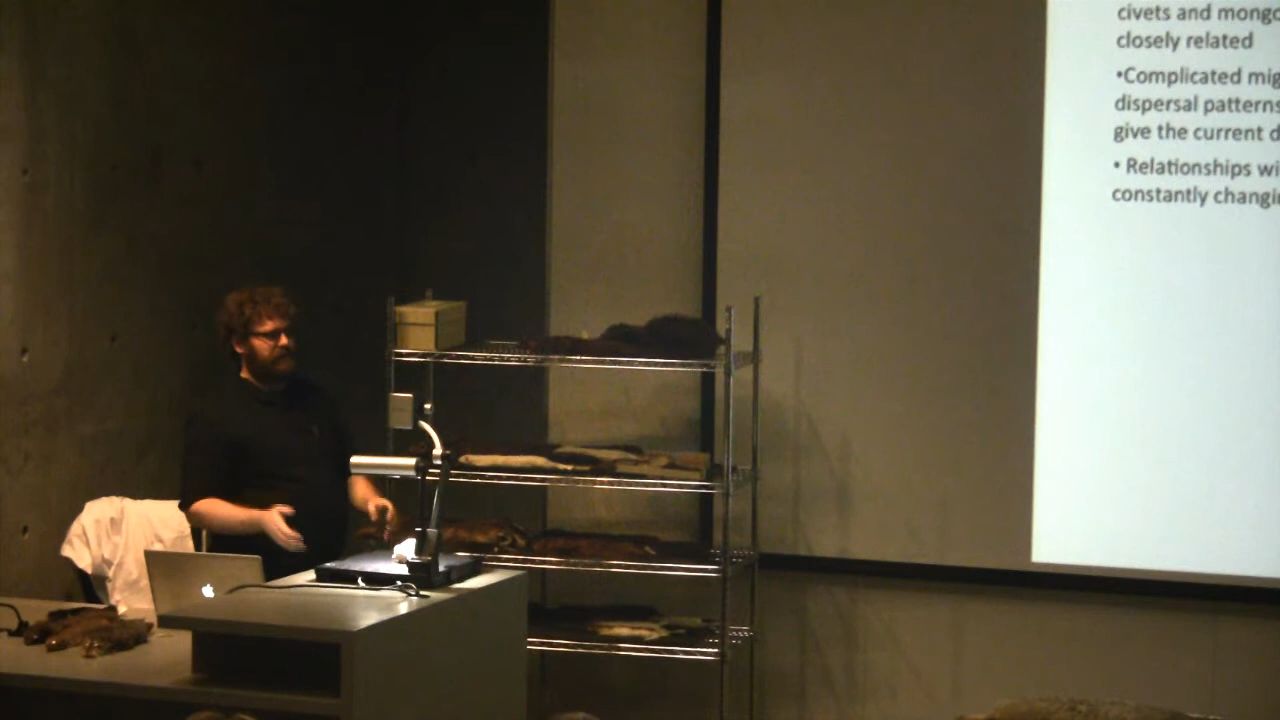 civets and mongo
closely related
•Complicated mig
dispersal patterns
give the current d
• Relationships wi
constantly changi